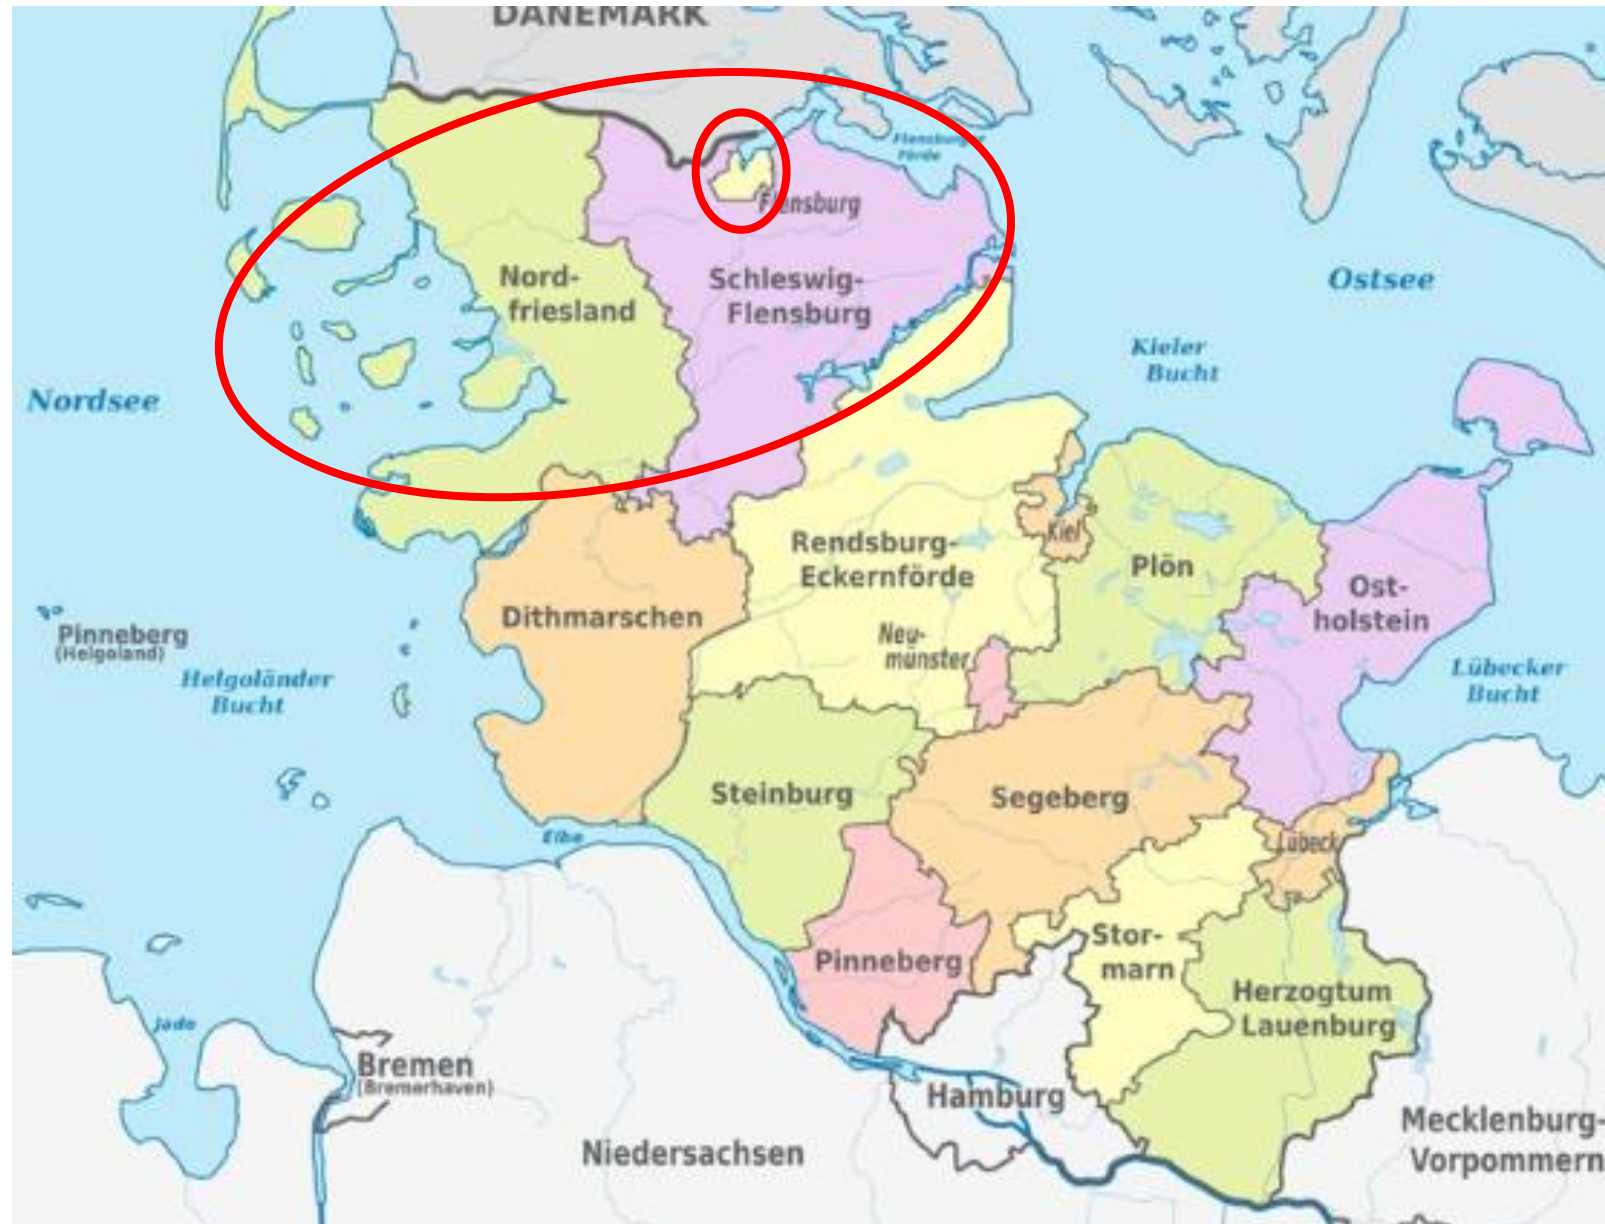 DÄNEMARK
Flensburger
Förde
Flensburg
Nord-
friesland
Schleswig-
Flensburg
Ostsee
Kieler
Bucht
Nordsee
Kiel
Rendsburg-
Eckernförde
Plön
Ost-
holstein
Dithmarschen
Neu-
münster
Pinneberg
(Helgoland)
Helgoländer
Bucht
Lübecker
Bucht
Steinburg
Segeberg
Elbe
Lübeck
Pinneberg
Stor-
marn
Herzogtum
Lauenburg
Jade
Bremen
(Bremerhaven)
Hamburg
Niedersachsen
Mecklenburg-
Vorpommern